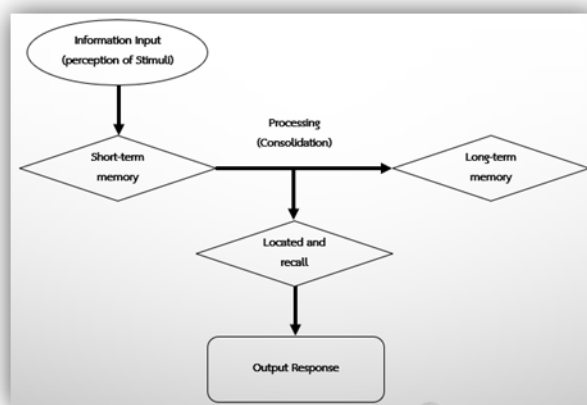 Information Input
(perception of Stimuli)
Processing
(Consolidation)
Short-term
memory
Long-term
memory
Located and
recall
Output Response